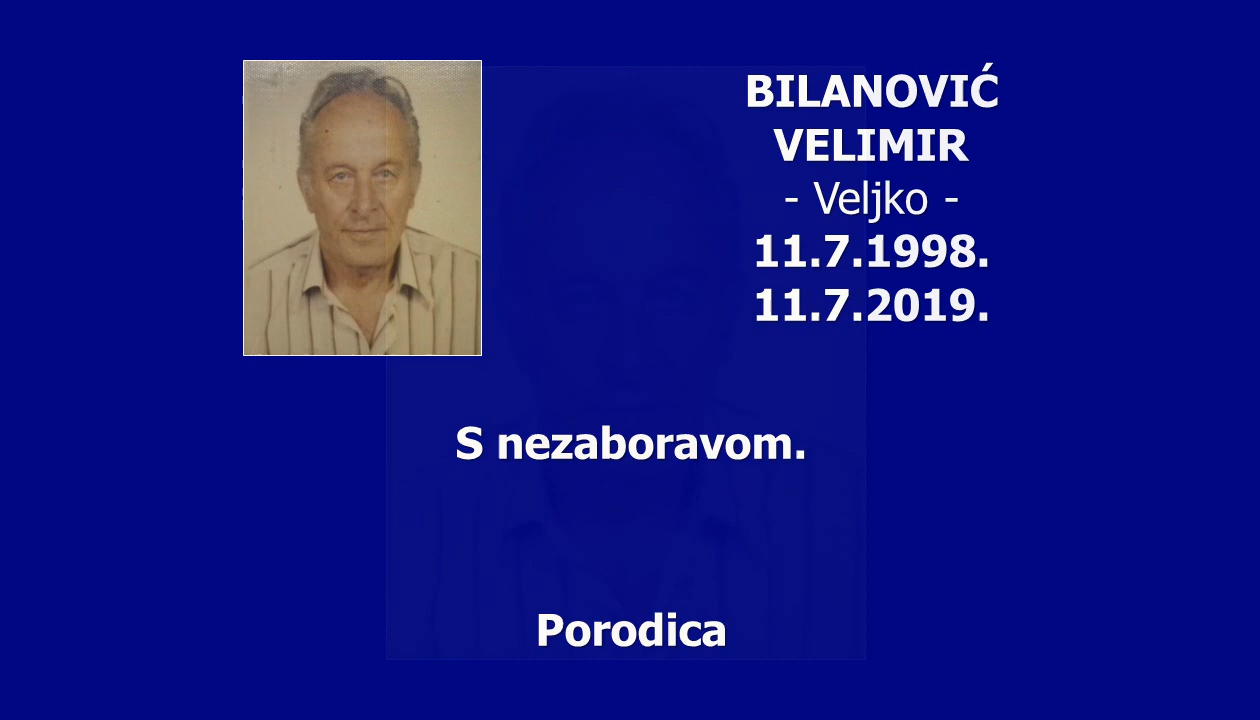 BILANOVIĆ
VELIMIR
- Veljko -
11.7.1998.
11.7.2019.
S nezaboravom.
Porodica